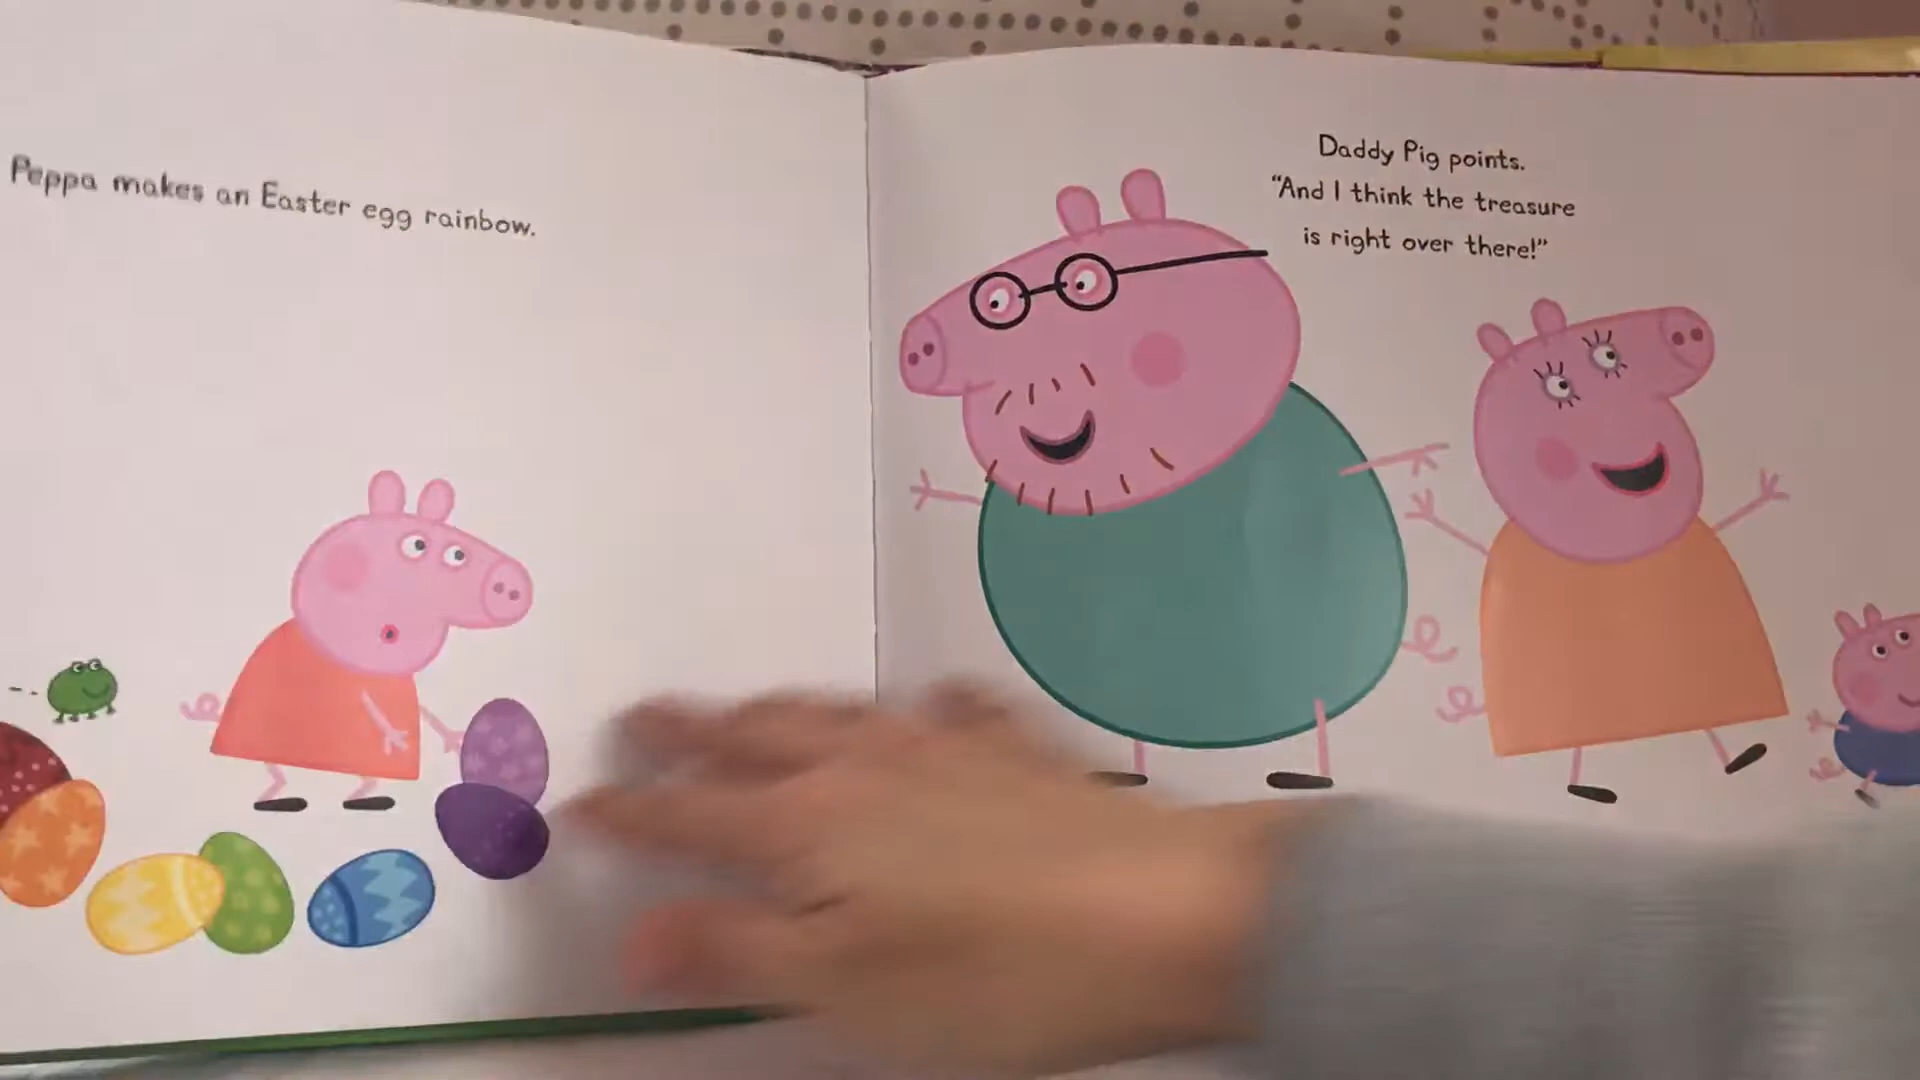 Peppa makes an Easter egg rainbow.
Daddy Pig points.
“And I think the treasure
is right over there!”